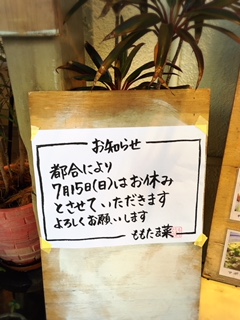 お知らせ
都合により
7月15日(日)はお休み
とさせていただきます
よろしくお願いします
ももたま薬